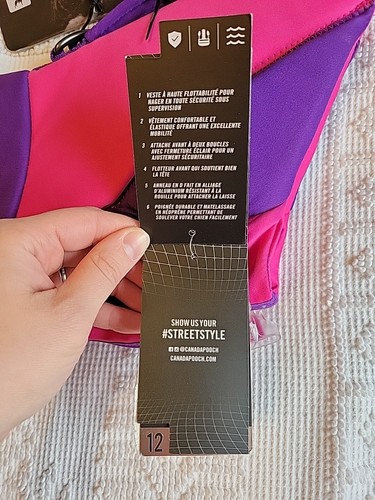 1 VESTE À HAUTE FLOTTABILITÉ POUR
NAGER EN TOUTE SÉCURITÉ SOUS
SUPERVISION
2 VÊTEMENT CONFORTABLE ET
ÉLASTIQUE OFFRANT UNE EXCELLENTE
MOBILITÉ
3 ATTACHE AVANT À DEUX BOUCLES
AVEC FERMETURE ÉCLAIR POUR UN
AJUSTEMENT SÉCURITAIRE
4 FLOTTEUR AVANT QUI SOUTIENT BIEN
LA TÊTE
5 ANNEAU EN D FAIT EN ALLIAGE
D'ALUMINIUM RÉSISTANT À LA
ROUILLE POUR ATTACHER LA LAISSE
6 POIGNÉE DURABLE ET MATELASSAGE
EN NÉOPRÈNE PERMETTANT DE
SOULEVER VOTRE CHIEN FACILEMENT
SHOW US YOUR
#STREETSTYLE
@CANADAPOOCH
CANADAPOOCH.COM
12